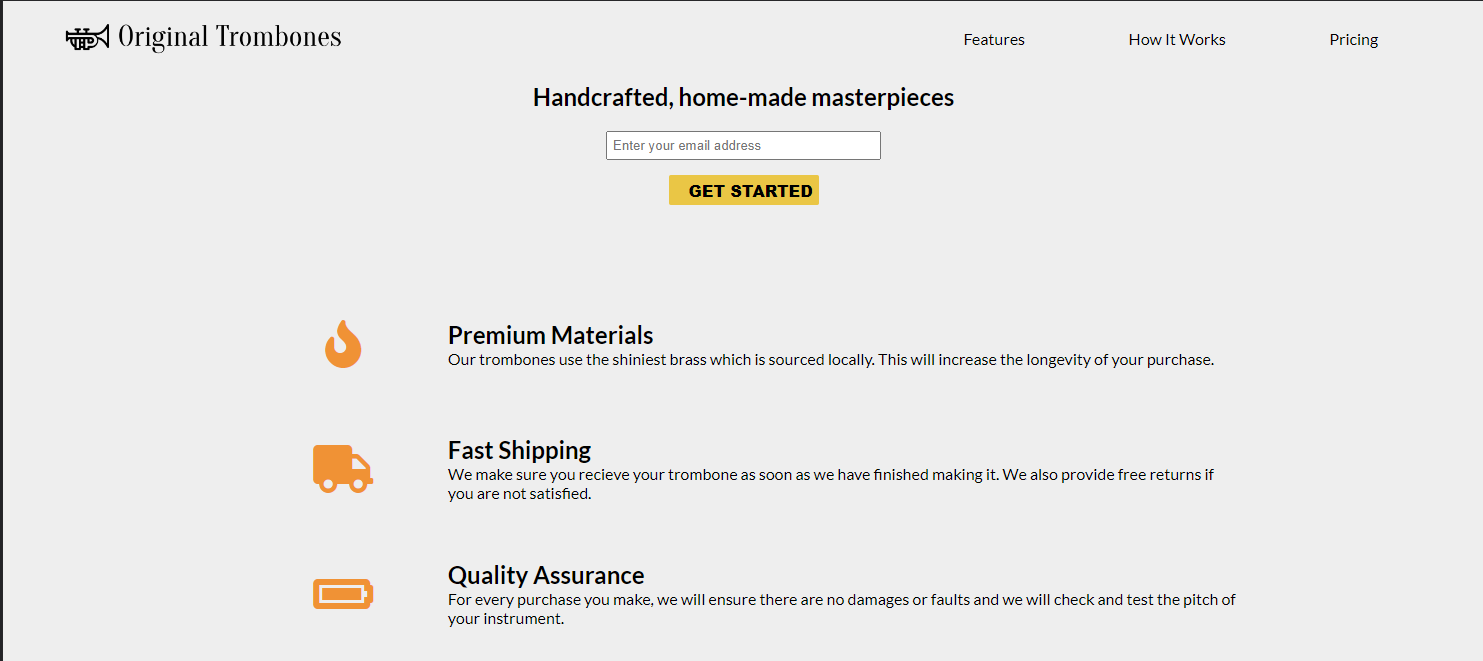 Original Trombones
Features
How It Works
Pricing
Handcrafted, home-made masterpieces
Enter your email address
GET STARTED
Premium Materials
Our trombones use the shiniest brass which is sourced locally. This will increase the longevity of your purchase.
Fast Shipping
We make sure you recieve your trombone as soon as we have finished making it. We also provide free returns if
you are not satisfied.
Quality Assurance
For every purchase you make, we will ensure there are no damages or faults and we will check and test the pitch of
your instrument.